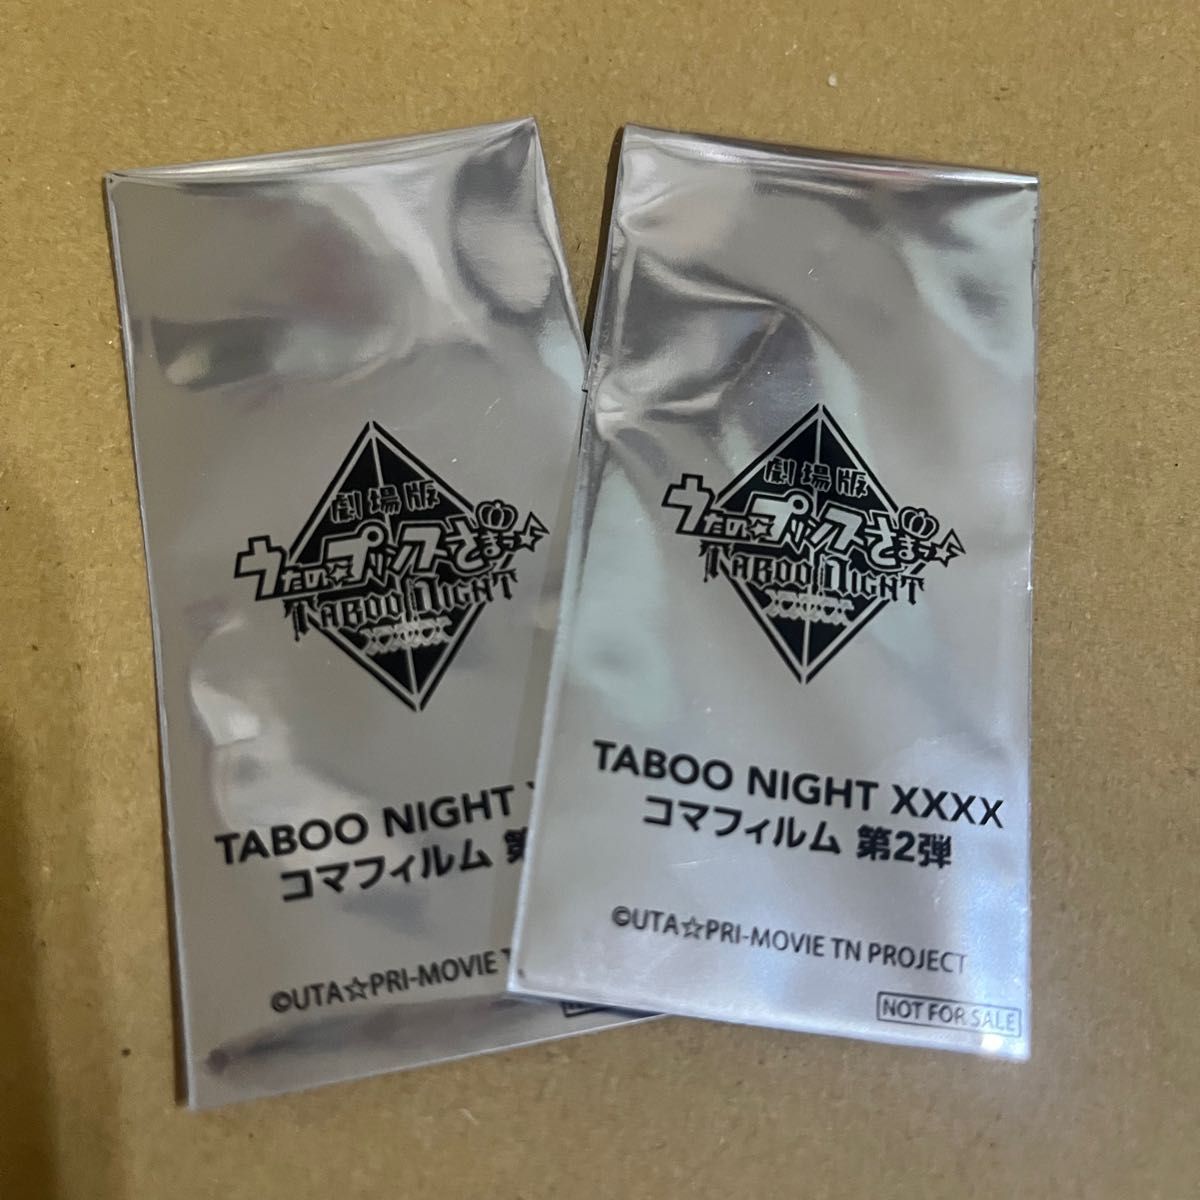 劇場版
うたの☆プリンスさまっ♪
TABOO NIGHT
XXXX
TABOO NIGHT
コマフィルム 第
©UTA☆PRI-MOVIE T
劇場版
うたの☆プリンスさまっ♪
TABOO NIGHT
XXXX
TABOO NIGHT XXXX
コマフィルム 第2弾
©UTA☆PRI-MOVIE TN PROJECT
NOT FOR SALE